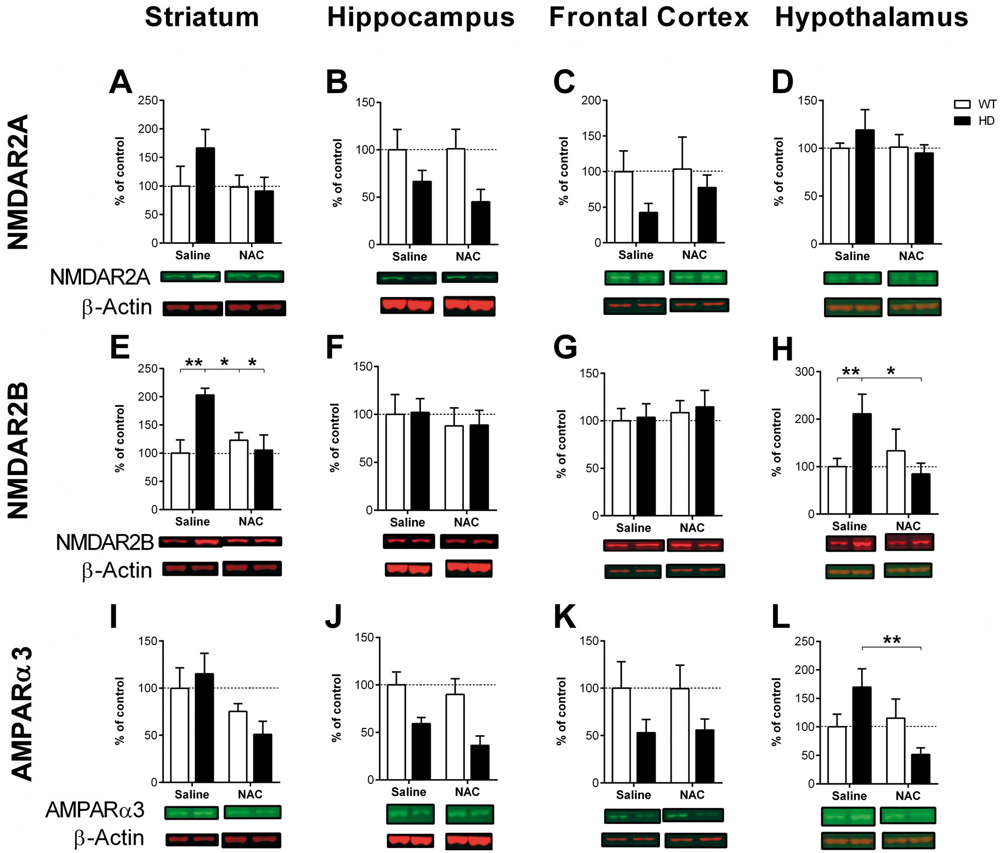 Striatum Hippocampus Frontal Cortex Hypothalamus
NMDAR2A
A
250
200
150
100
50
0
% of control
Saline NAC
B
150
100
50
0
% of control
Saline NAC
C
200
150
100
50
0
% of control
Saline NAC
D
150
100
50
0
% of control
Saline NAC
WT
HD
NMDAR2A
β-Actin
NMDAR2B
E
250
200
150
100
50
0
% of control
** * *
Saline NAC
F
150
100
50
0
% of control
Saline NAC
G
150
100
50
0
% of control
Saline NAC
H
300
200
100
0
% of control
** *
Saline NAC
NMDAR2B
β-Actin
AMPARα3
I
150
100
50
0
% of control
Saline NAC
J
150
100
50
0
% of control
Saline NAC
K
150
100
50
0
% of control
Saline NAC
L
250
200
150
100
50
0
% of control
**
Saline NAC
AMPARα3
β-Actin